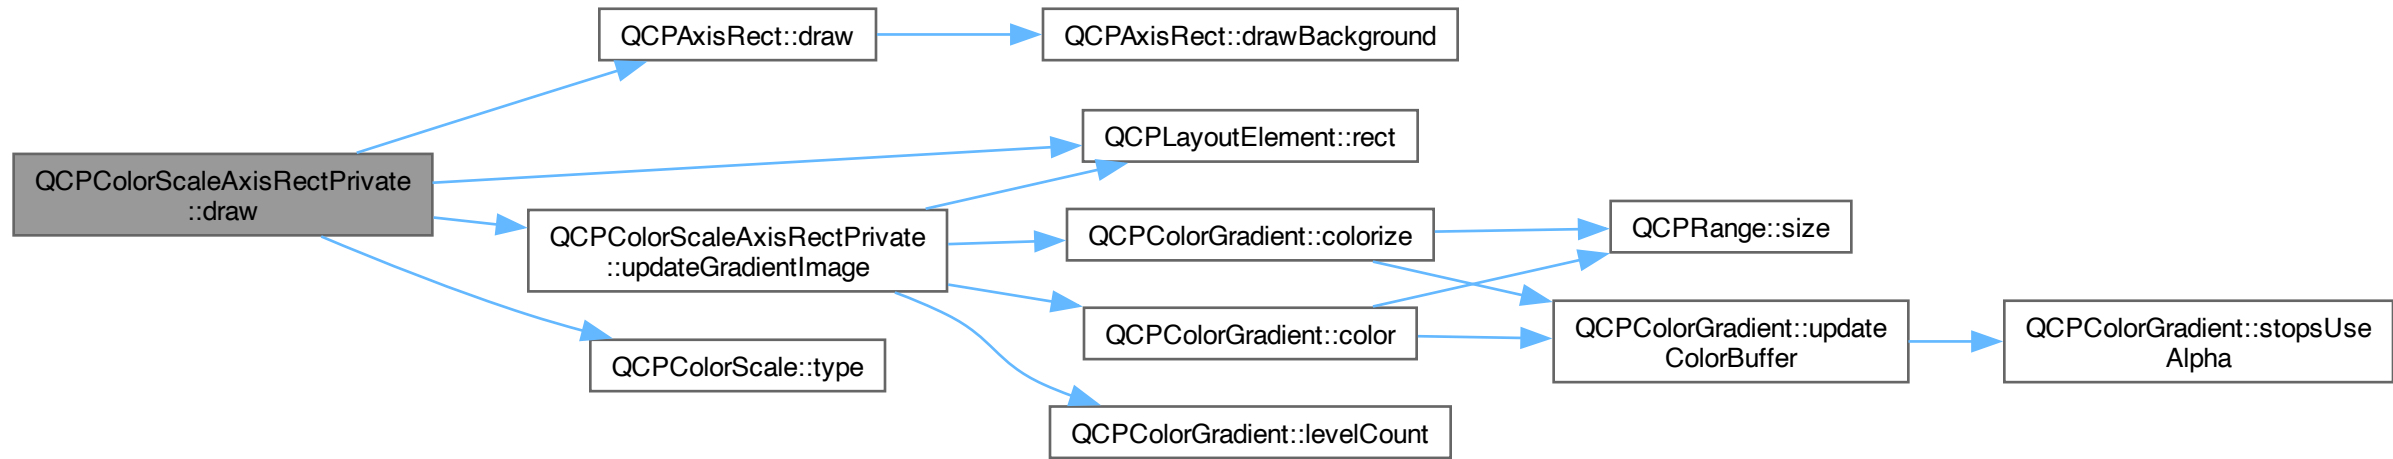 QCPColorScaleAxisRectPrivate
::draw
QCPAxisRect::draw
QCPAxisRect::drawBackground
QCPLayoutElement::rect
QCPColorScaleAxisRectPrivate
::updateGradientImage
QCPColorGradient::colorize
QCPRange::size
QCPColorGradient::color
QCPColorGradient::update
ColorBuffer
QCPColorGradient::stopsUse
Alpha
QCPColorScale::type
QCPColorGradient::levelCount